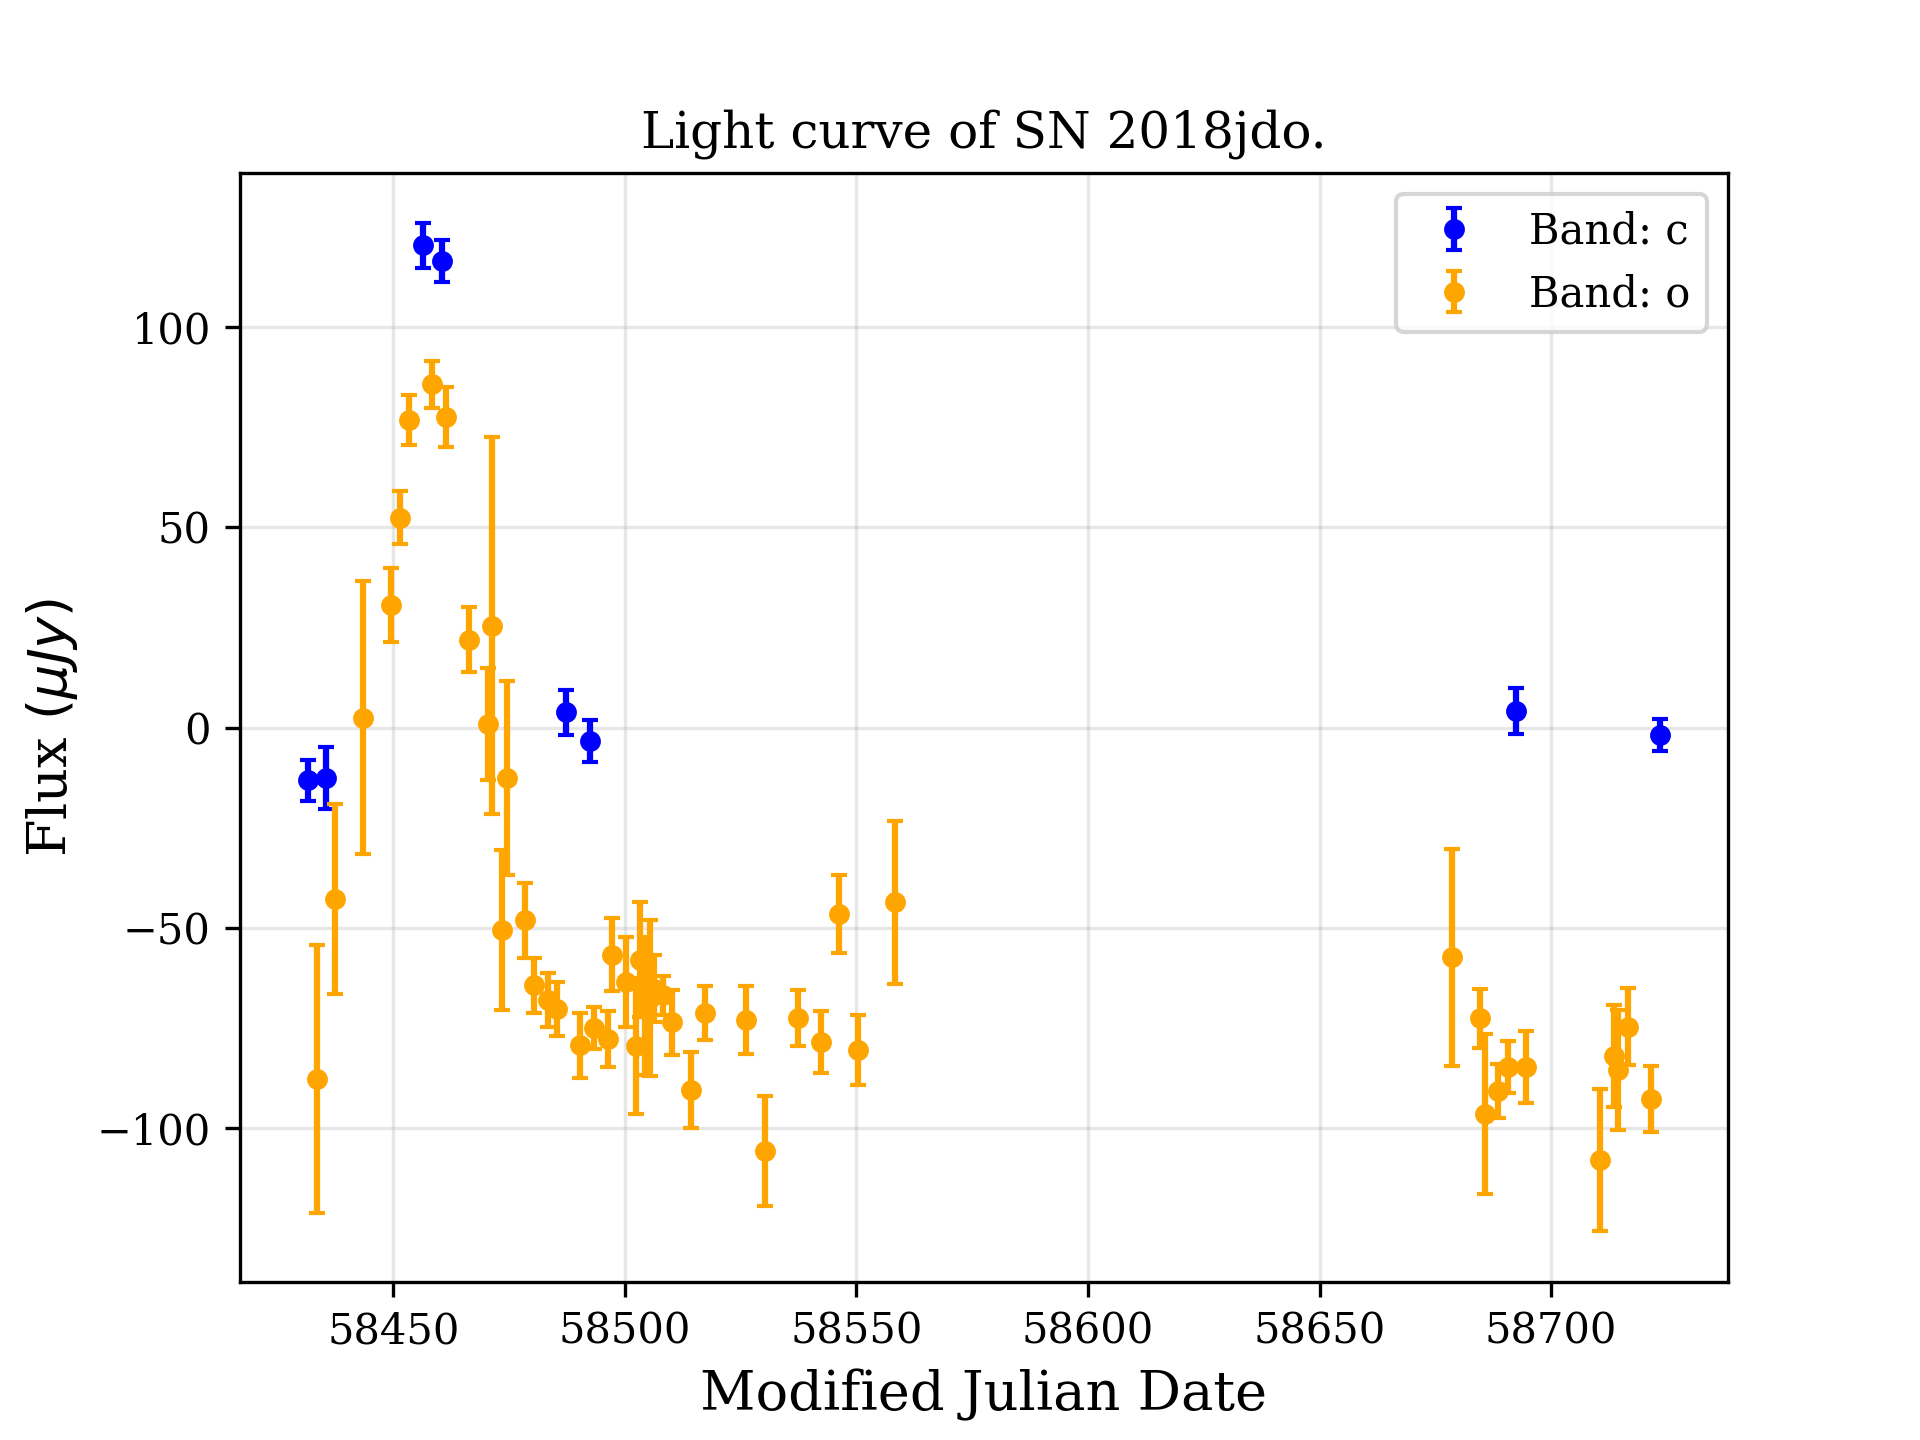 Light curve of SN 2018jdo.
Band: c
Band: o
Flux (μJy)
100
50
0
−50
−100
58450 58500 58550 58600 58650 58700
Modified Julian Date